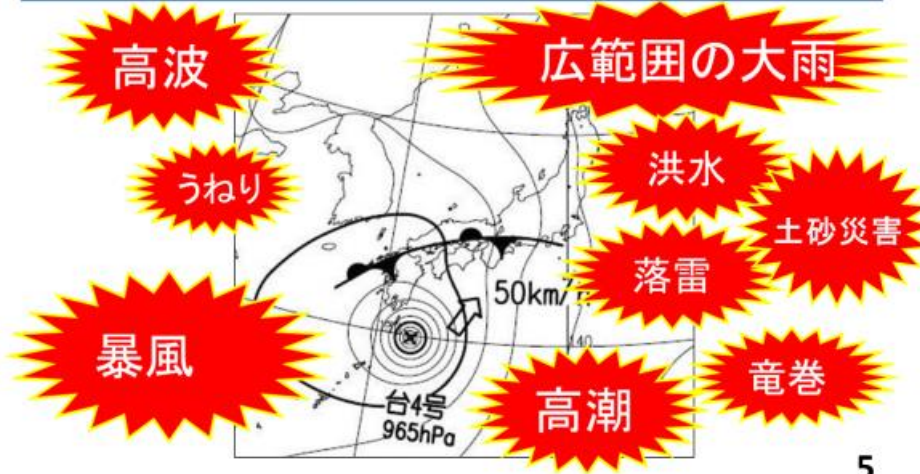 高波
広範囲の大雨
うねり
洪水
土砂災害
落雷
50km/h
暴風
140
台4号
965hPa
高潮
竜巻
5